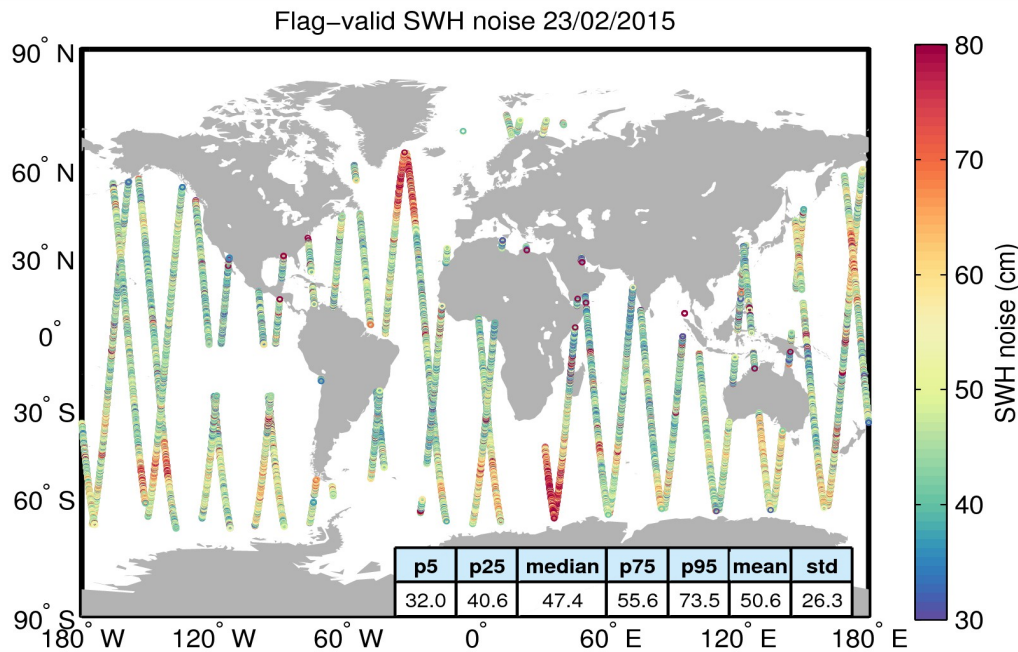 Flag−valid SWH noise 23/02/2015
90° N
60° N
30° N
0°
30° S
60° S
90° S
180° W
120° W
60° W
0°
60° E
120° E
180° E
p5 p25 median p75 p95 mean std
32.0 40.6 47.4 55.6 73.5 50.6 26.3
80
70
60
50
40
30
SWH noise (cm)